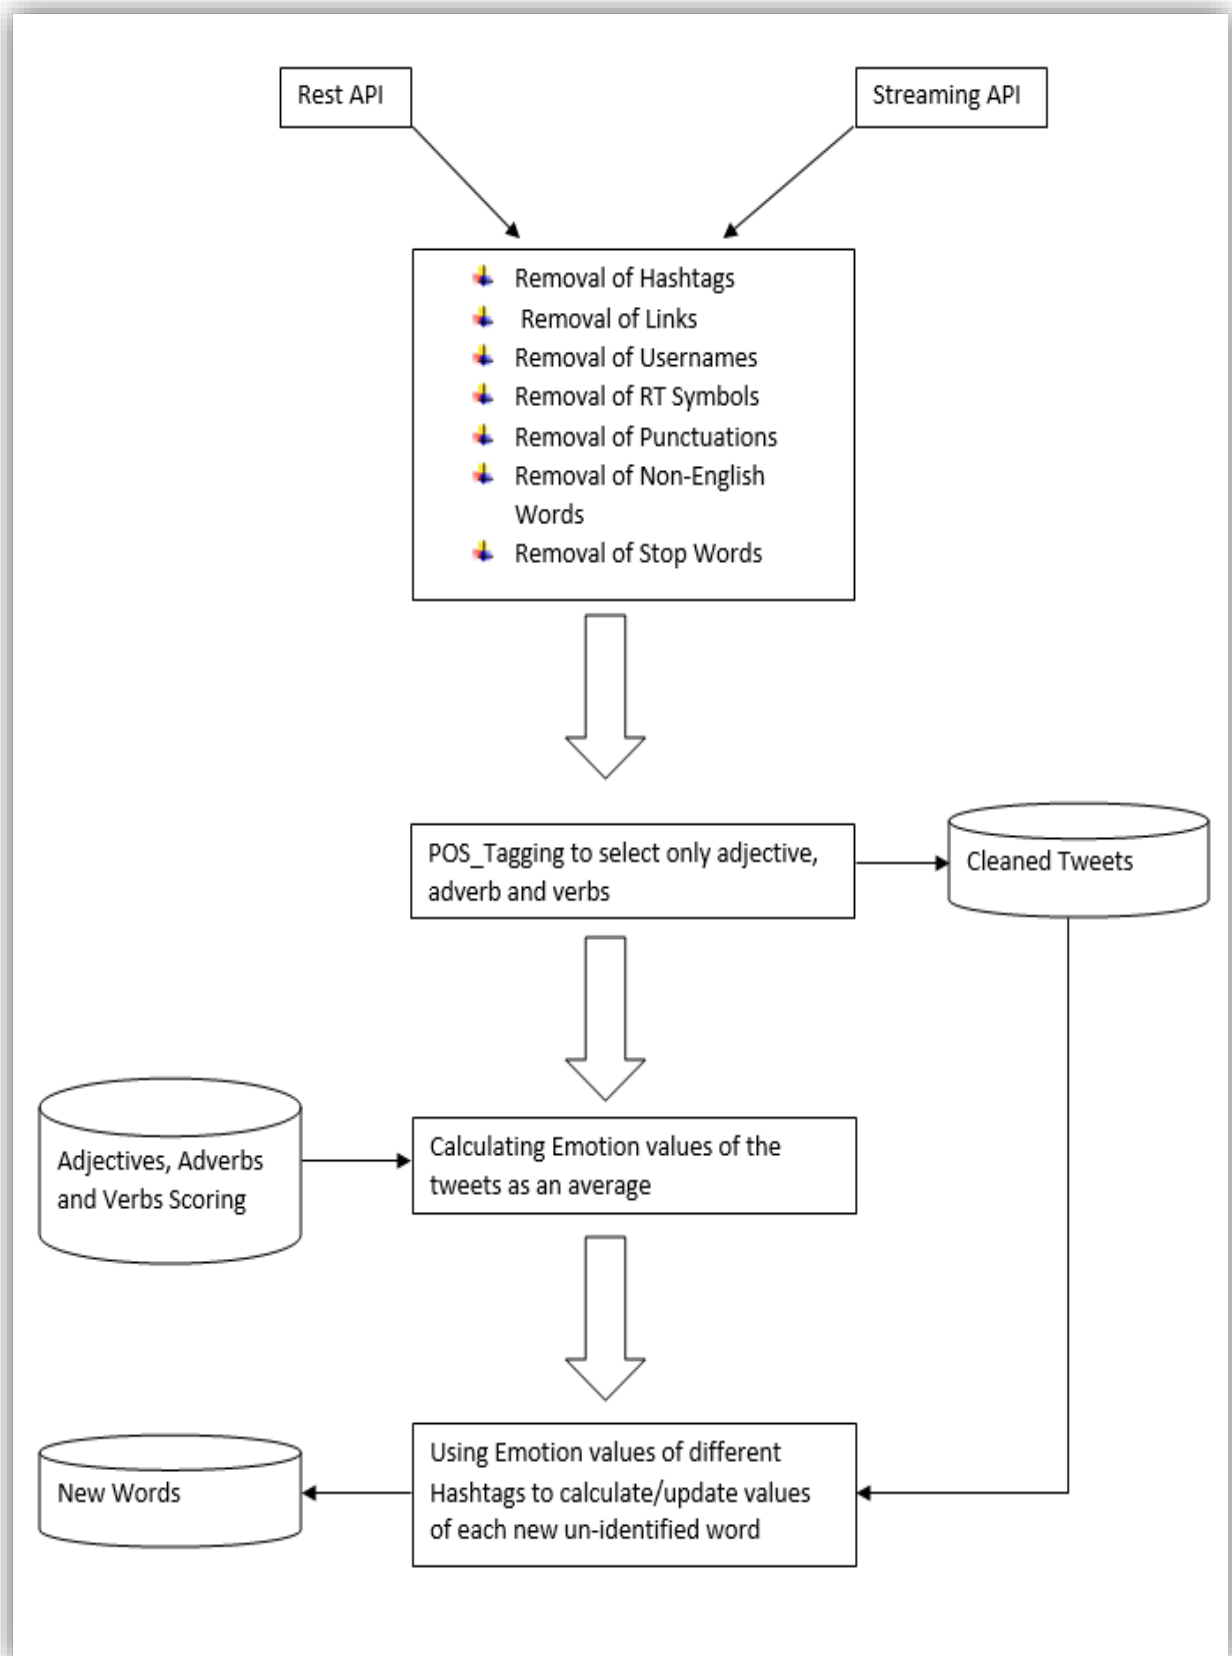 Rest API
Streaming API
Removal of Hashtags
Removal of Links
Removal of Usernames
Removal of RT Symbols
Removal of Punctuations
Removal of Non-English
Words
Removal of Stop Words
POS_Tagging to select only adjective,
adverb and verbs
Cleaned Tweets
Adjectives, Adverbs
and Verbs Scoring
Calculating Emotion values of the
tweets as an average
New Words
Using Emotion values of different
Hashtags to calculate/update values
of each new un-identified word